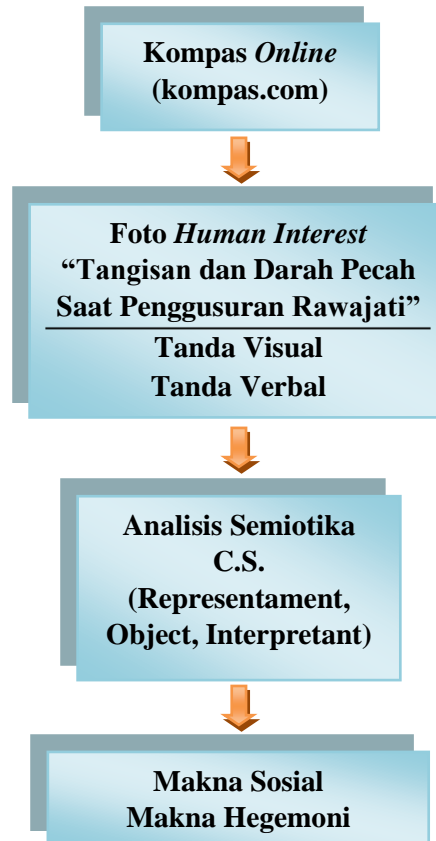 Kompas Online
(kompas.com)
Foto Human Interest
“Tangisan dan Darah Pecah
Saat Penggusuran Rawajati”
Tanda Visual
Tanda Verbal
Analisis Semiotika
C.S.
(Representament,
Object, Interpretant)
Makna Sosial
Makna Hegemoni